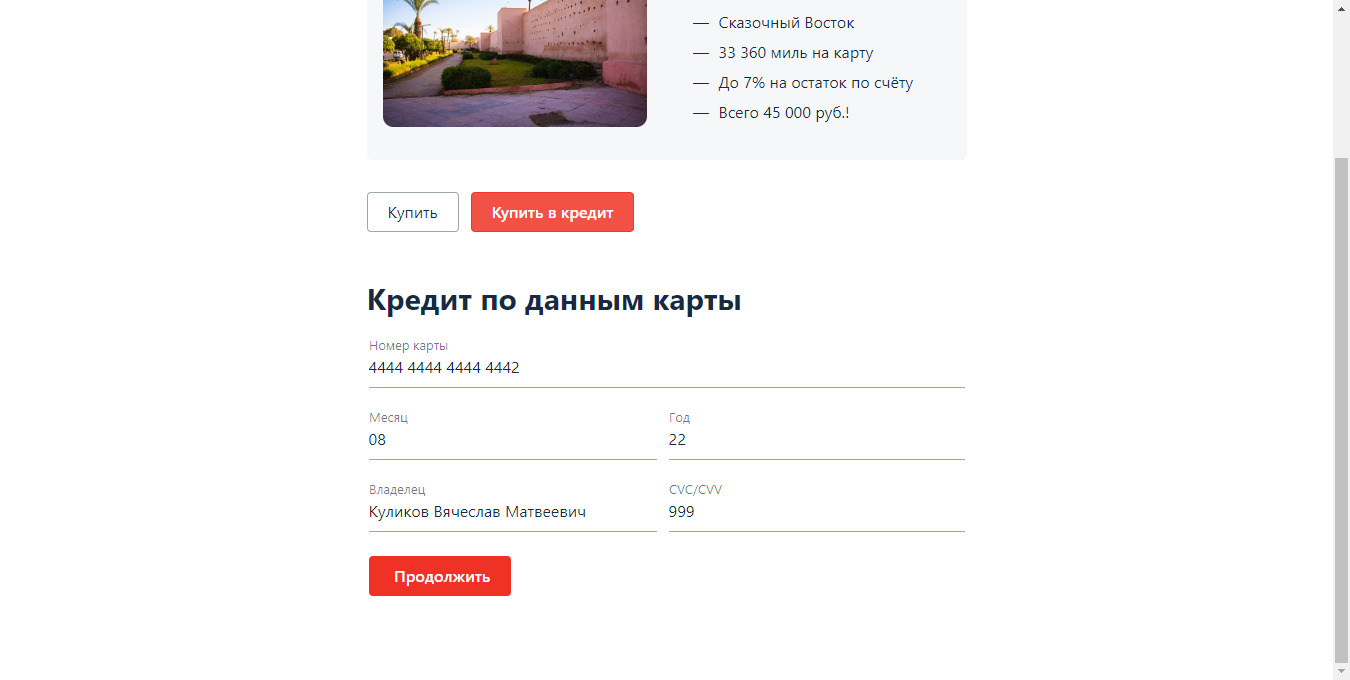 — Сказочный Восток
— 33 360 миль на карту
— До 7% на остаток по счёту
— Всего 45 000 руб.!
Купить Купить в кредит
Кредит по данным карты
Номер карты
4444 4444 4444 4442
Месяц Год
08 22
Владелец CVC/CVV
Куликов Вячеслав Матвеевич 999
Продолжить